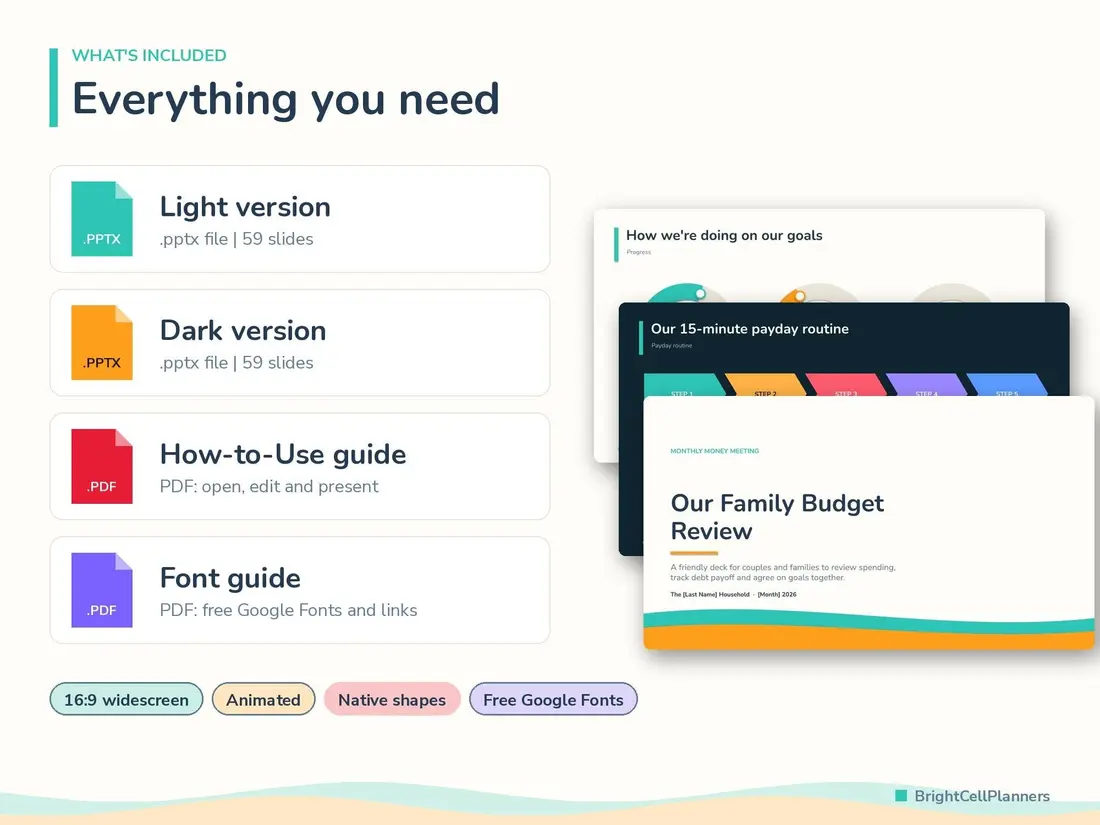 WHAT'S INCLUDED
Everything you need
.PPTX
Light version
.pptx file | 59 slides
.PPTX
Dark version
.pptx file | 59 slides
.PDF
How-to-Use guide
PDF: open, edit and present
.PDF
Font guide
PDF: free Google Fonts and links
How we're doing on our goals
Progress
Our 15-minute payday routine
Payday routine
STEP 1
STEP 2
STEP 3
STEP 4
STEP 5
MONTHLY MONEY MEETING
Our Family Budget
Review
A friendly deck for couples and families to review spending,
track debt payoff and agree on goals together.
The [Last Name] Household · [Month] 2026
16:9 widescreen
Animated
Native shapes
Free Google Fonts
BrightCellPlanners